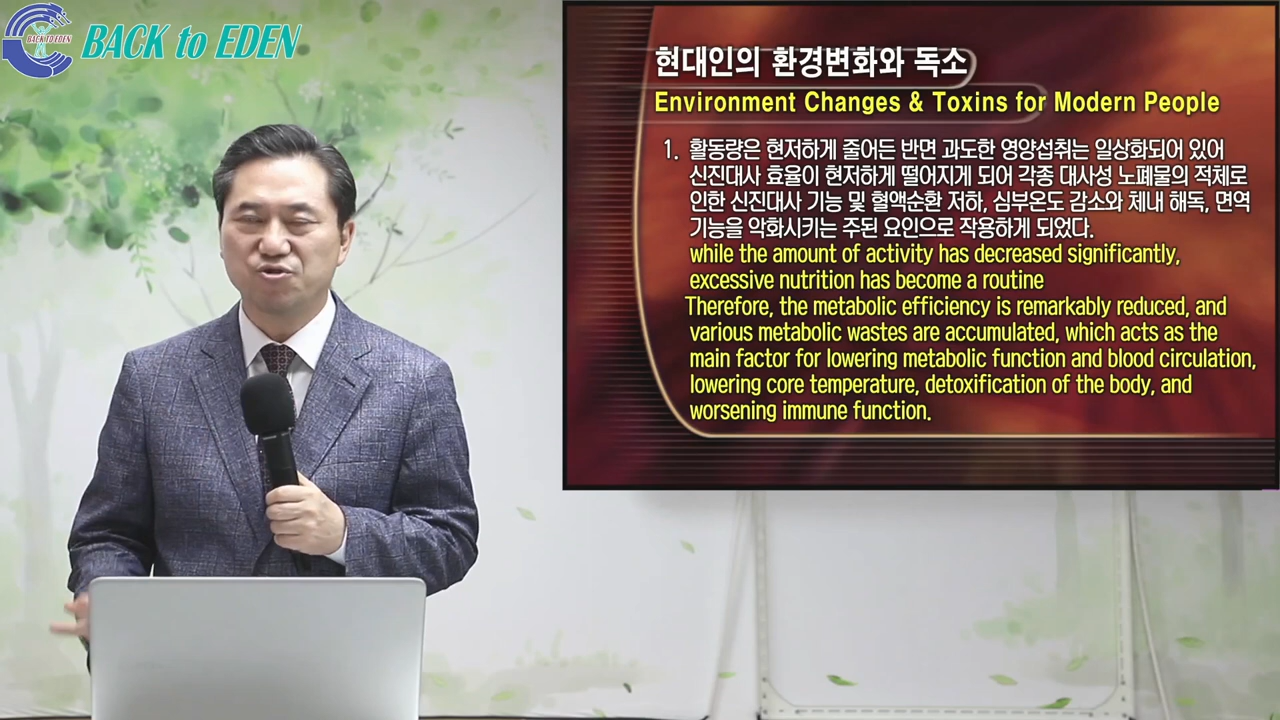 BACK TO EDEN
BACK to EDEN
현대인의 환경변화와 독소
Environment Changes & Toxins for Modern People
1. 활동량은 현저하게 줄어든 반면 과도한 영양섭취는 일상화되어 있어
신진대사 효율이 현저하게 떨어지게 되어 각종 대사성 노폐물의 적체로
인한 신진대사 기능 및 혈액순환 저하, 심부온도 감소와 체내 해독, 면역
기능을 악화시키는 주된 요인으로 작용하게 되었다.
while the amount of activity has decreased significantly,
excessive nutrition has become a routine
Therefore, the metabolic efficiency is remarkably reduced, and
various metabolic wastes are accumulated, which acts as the
main factor for lowering metabolic function and blood circulation,
lowering core temperature, detoxification of the body, and
worsening immune function.